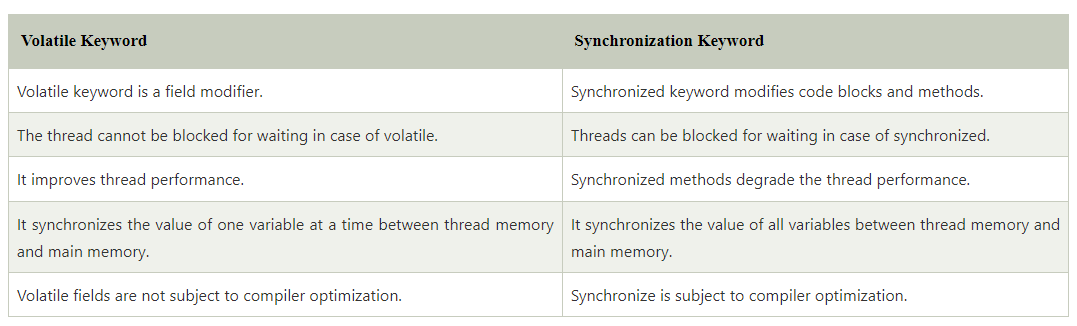 Volatile Keyword
Synchronization Keyword
Volatile keyword is a field modifier.
Synchronized keyword modifies code blocks and methods.
The thread cannot be blocked for waiting in case of volatile.
Threads can be blocked for waiting in case of synchronized.
It improves thread performance.
Synchronized methods degrade the thread performance.
It synchronizes the value of one variable at a time between thread memory
and main memory.
It synchronizes the value of all variables between thread memory and
main memory.
Volatile fields are not subject to compiler optimization.
Synchronize is subject to compiler optimization.